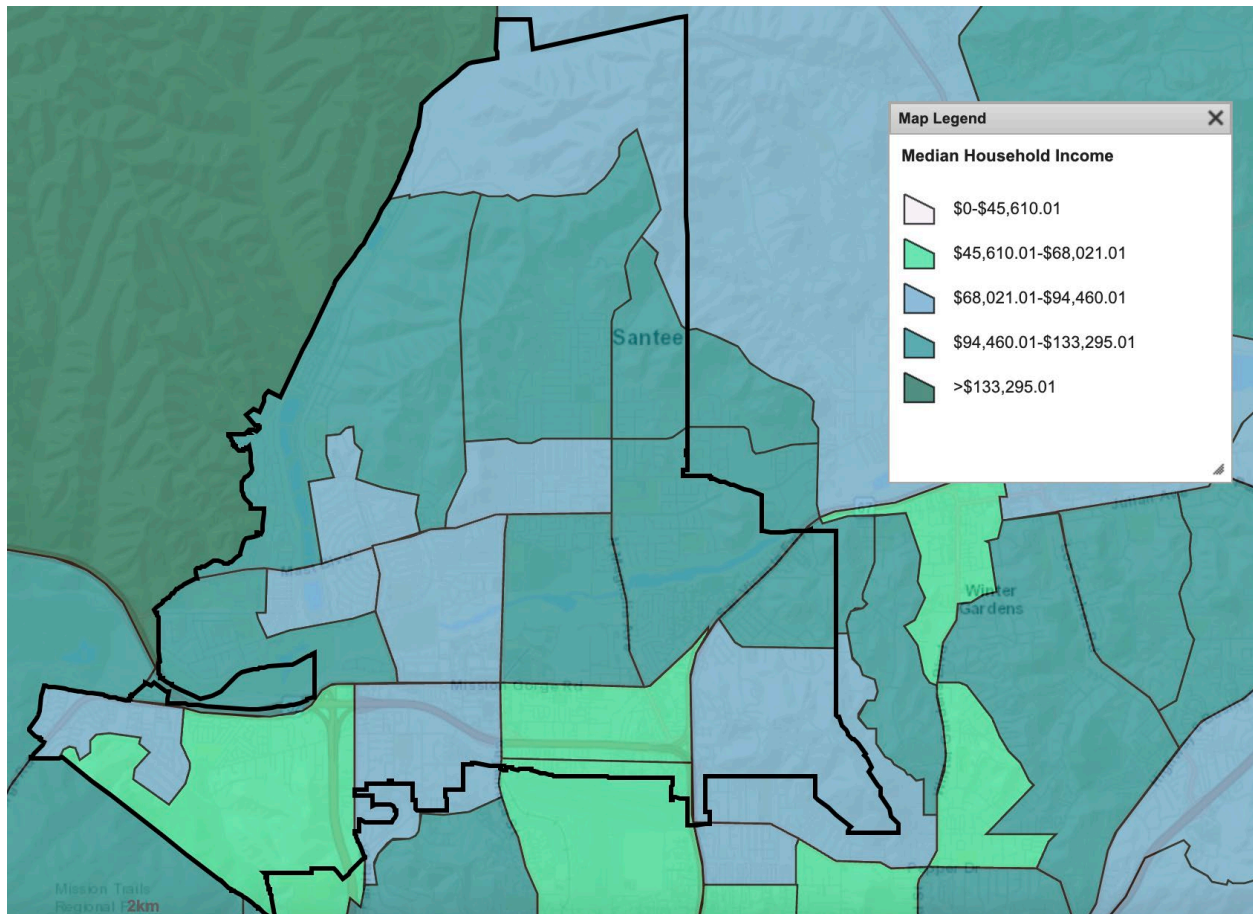 Map Legend
Median Household Income
$0-$45,610.01
$45,610.01-$68,021.01
$68,021.01-$94,460.01
$94,460.01-$133,295.01
>$133,295.01
Santee
Winter
Gardens
Mission Gorge Rd
Pepper Dr
Mission Trails
Regional
2km